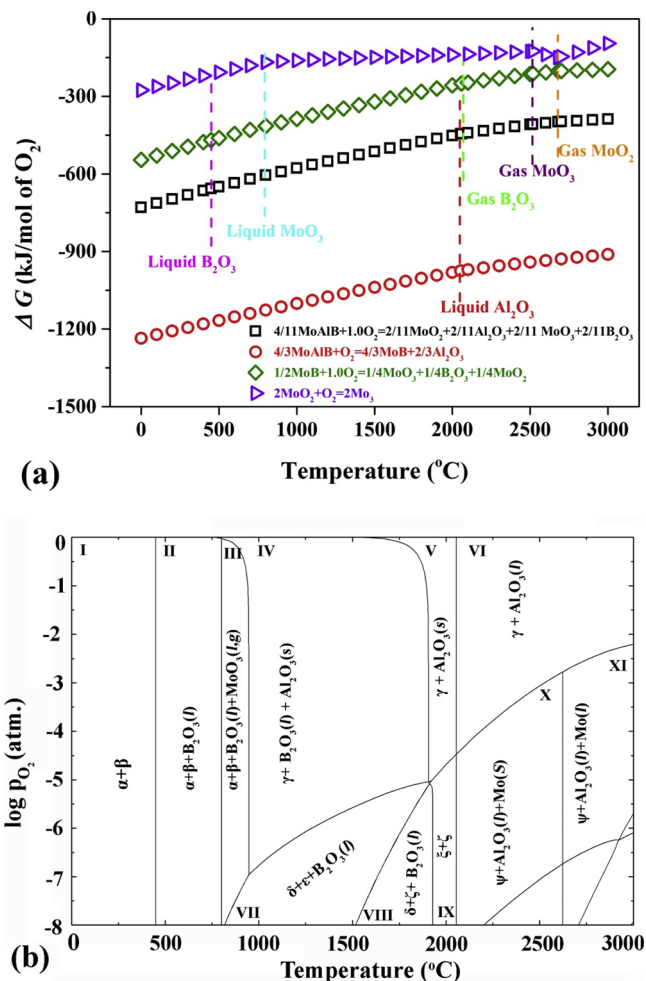 0
-300
-600
-900
-1200
-1500
Δ G (kJ/mol of O₂)
Liquid B₂O₃
Liquid MoO₃
Gas MoO₂
Gas MoO₃
Gas B₂O₃
Liquid Al₂O₃
4/11MoAlB+1.0O₂=2/11MoO₂+2/11Al₂O₃+2/11 MoO₃+2/11B₂O₃
4/3MoAlB+O₂=4/3MoB+2/3Al₂O₃
1/2MoB+1.0O₂=1/4MoO₃+1/4B₂O₃+1/4MoO₂
2MoO₂+O₂=2Mo₃
0 500 1000 1500 2000 2500 3000
(a)
Temperature (°C)
0
-1
-2
-3
-4
-5
-6
-7
-8
log p_O₂ (atm.)
I II III IV V VI
α+β
α+β+B₂O₃(l)
α+β+B₂O₃(l)+MoO₃(l,g)
γ+B₂O₃(l) + Al₂O₃(s)
γ + Al₂O₃(s)
γ + Al₂O₃(l)
X XI
ψ+Al₂O₃(l)+Mo(S)
ψ+Al₂O₃(l)+Mo(l)
δ+ε+B₂O₃(l)
δ+ζ+ B₂O₃(l)
ξ+ζ
VII VIII IX
500 1000 1500 2000 2500 3000
(b)
Temperature (°C)